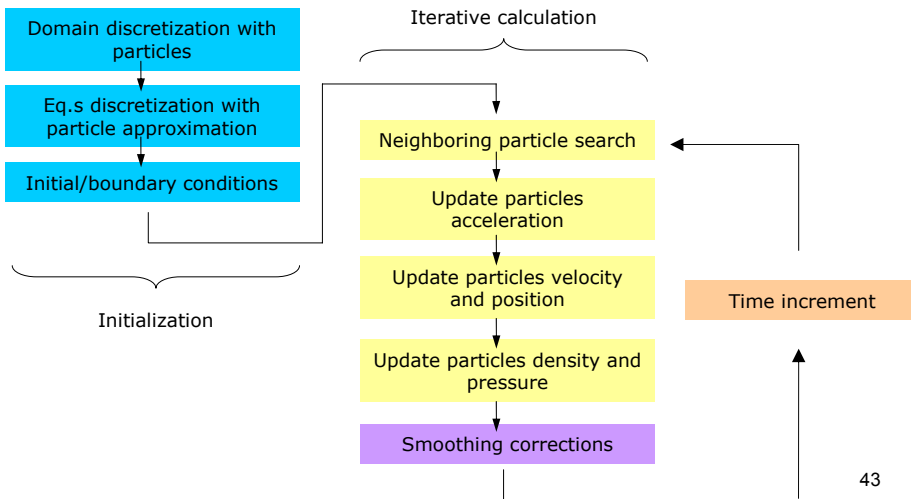 Domain discretization with
particles
Eq.s discretization with
particle approximation
Initial/boundary conditions
Initialization
Iterative calculation
Neighboring particle search
Update particles
acceleration
Update particles velocity
and position
Update particles density and
pressure
Smoothing corrections
Time increment
43